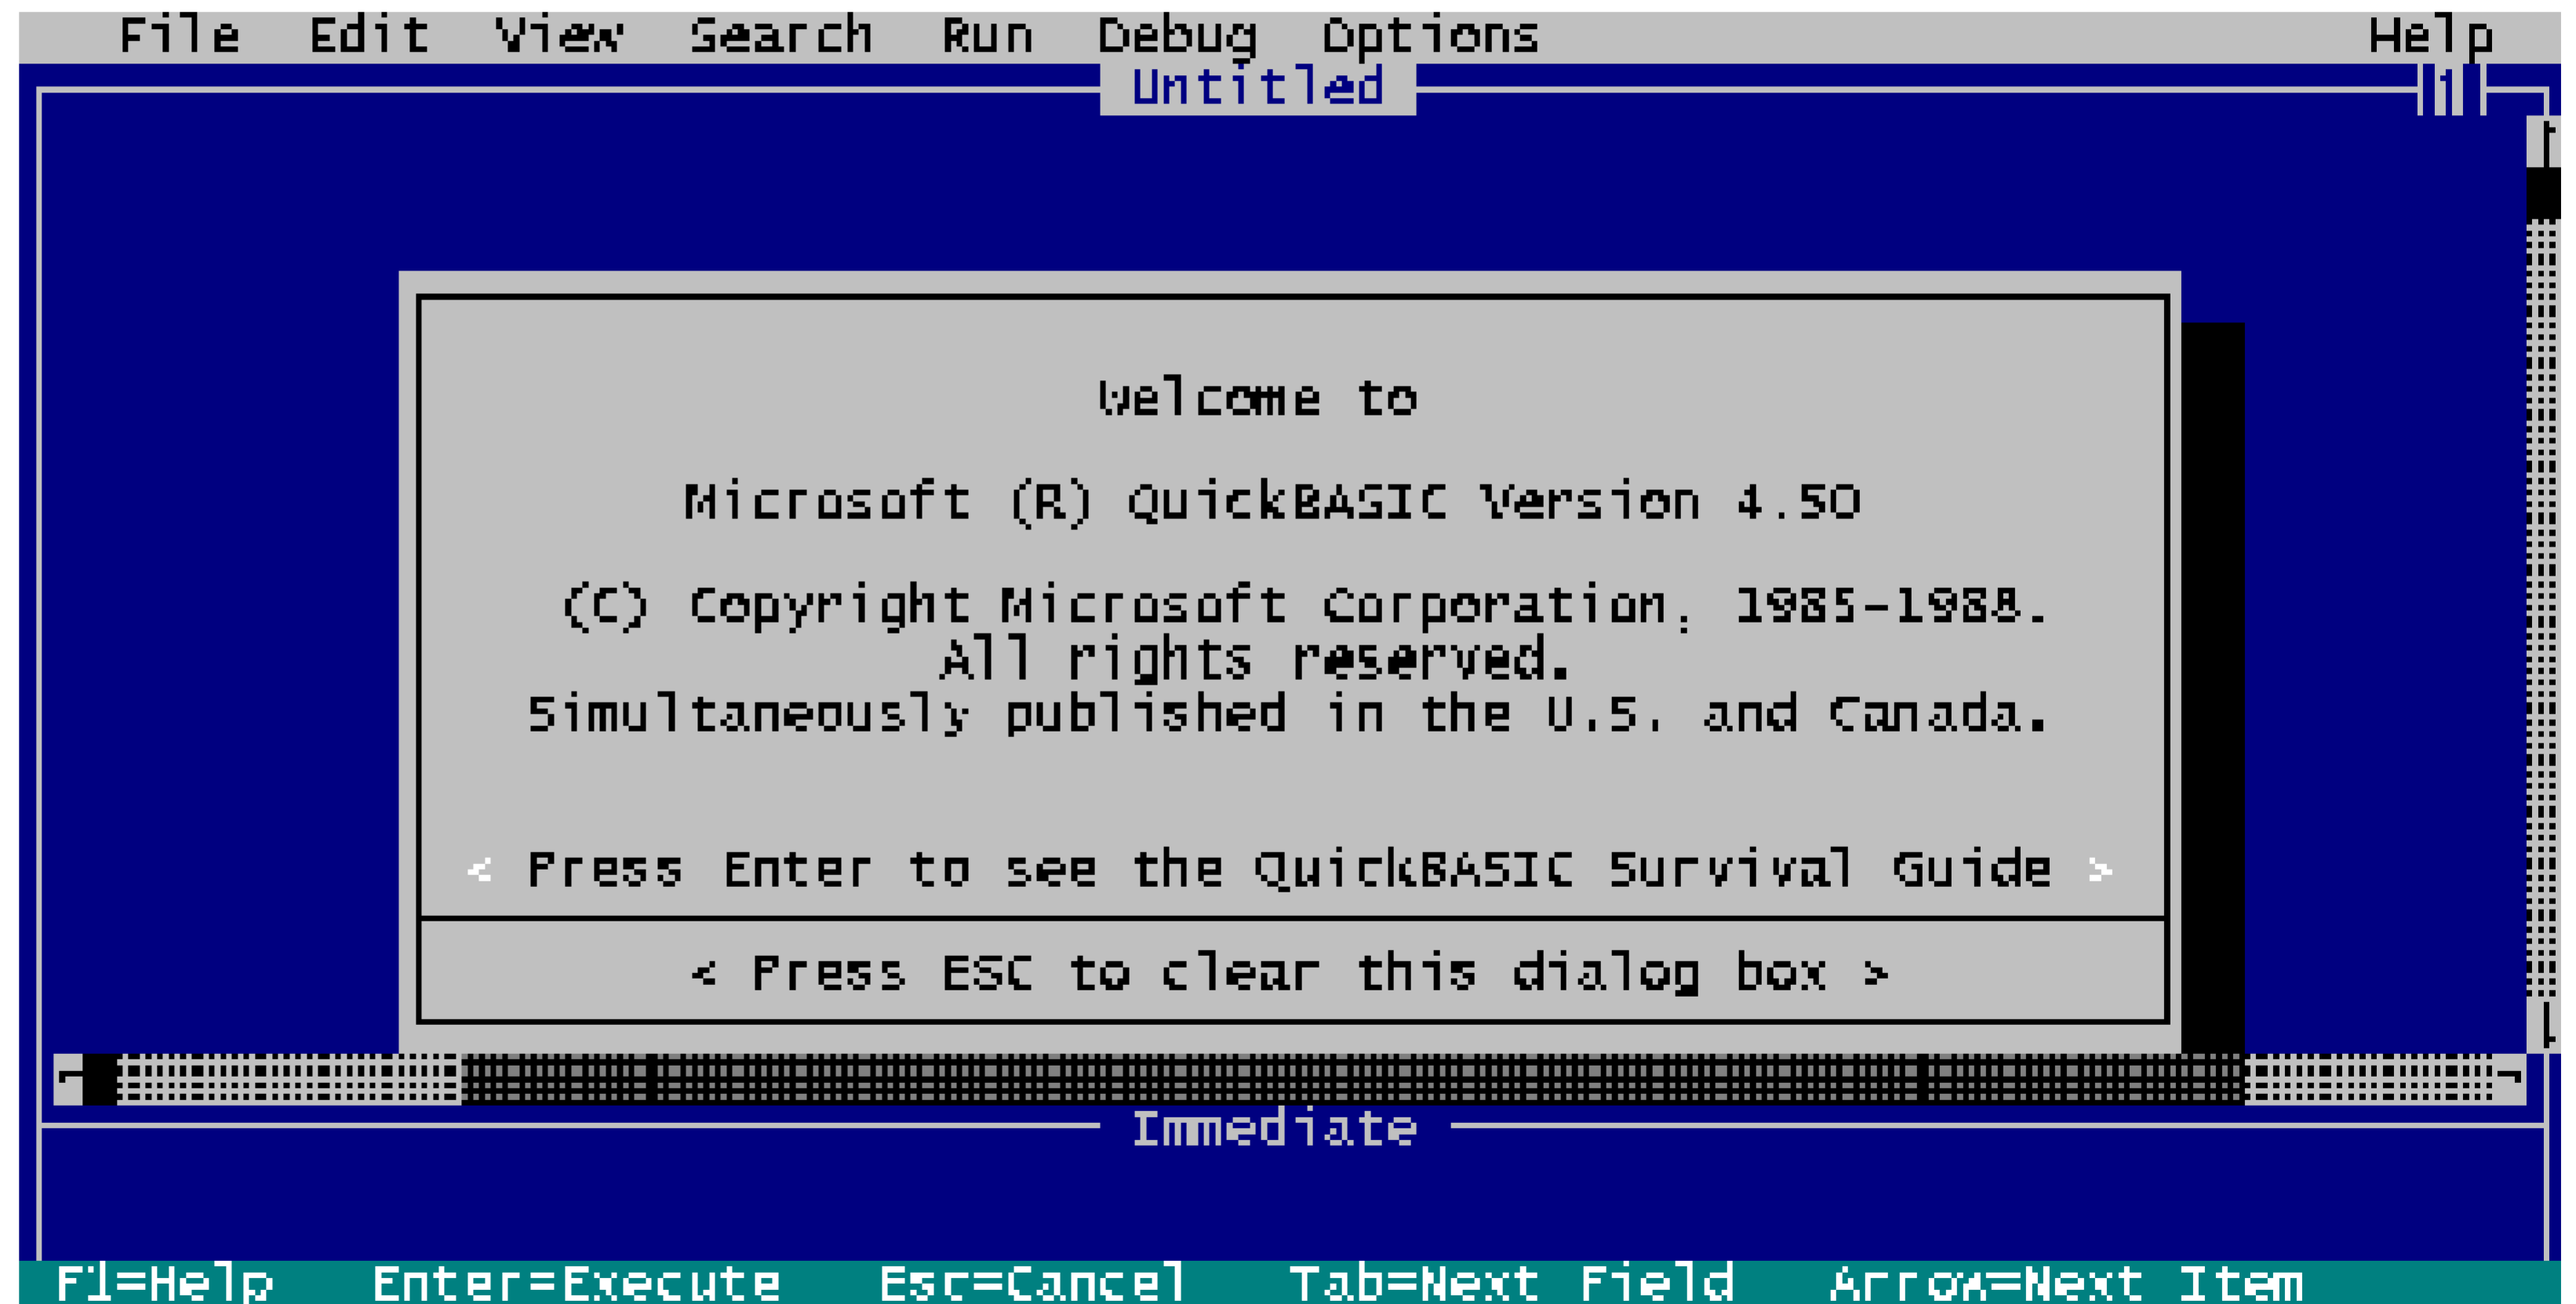 File Edit View Search Run Debug Options Help
Untitled
Welcome to
Microsoft (R) QuickBASIC Version 4.50
(C) Copyright Microsoft Corporation, 1985-1988.
All rights reserved.
Simultaneously published in the U.S. and Canada.
< Press Enter to see the QuickBASIC Survival Guide >
< Press ESC to clear this dialog box >
Immediate
F1=Help Enter=Execute Esc=Cancel Tab=Next Field Arrow=Next Item